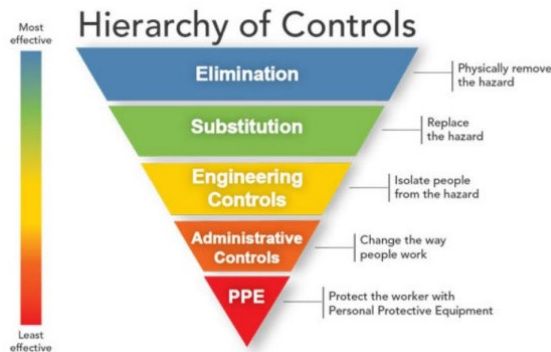 Hierarchy of Controls
Most
effective
Elimination
Physically remove
the hazard
Substitution
Replace
the hazard
Engineering
Controls
Isolate people
from the hazard
Administrative
Controls
Change the way
people work
PPE
Protect the worker with
Personal Protective Equipment
Least
effective